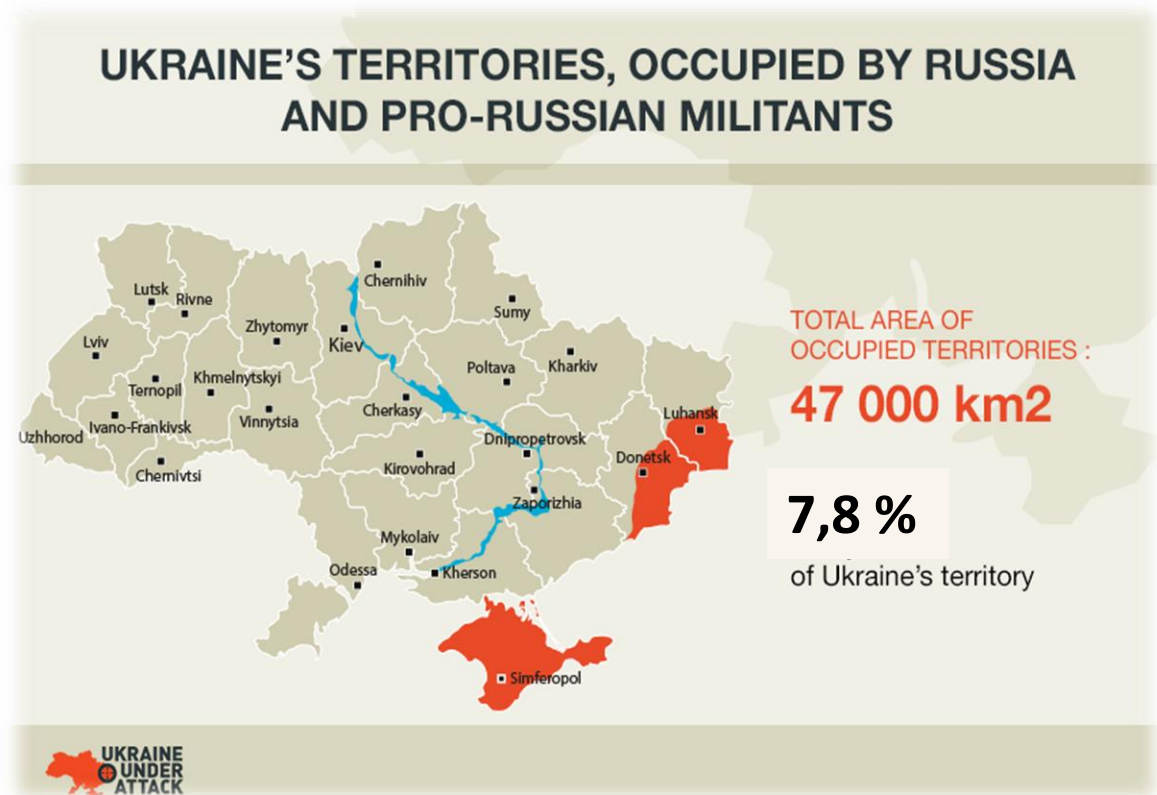 UKRAINE'S TERRITORIES, OCCUPIED BY RUSSIA
AND PRO-RUSSIAN MILITANTS
Chernihiv
Lutsk
Rivne
Sumy
Zhytomyr
Kiev
Lviv
Kharkiv
Poltava
Khmelnytskyi
Ternopil
Cherkasy
Vinnytsia
Luhansk
Ivano-Frankivsk
Uzhhorod
Dnipropetrovsk
Donetsk
Kirovohrad
Chernivtsi
Zaporizhia
Mykolaiv
Odessa
Kherson
Simferopol
TOTAL AREA OF
OCCUPIED TERRITORIES :
47 000 km2
7,8 %
of Ukraine's territory
UKRAINE
UNDER
ATTACK